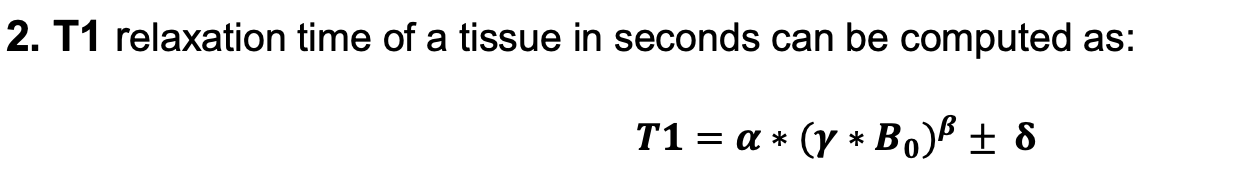 2. T1 relaxation time of a tissue in seconds can be computed as:
T1 = α * (γ * B₀)^β ± δ